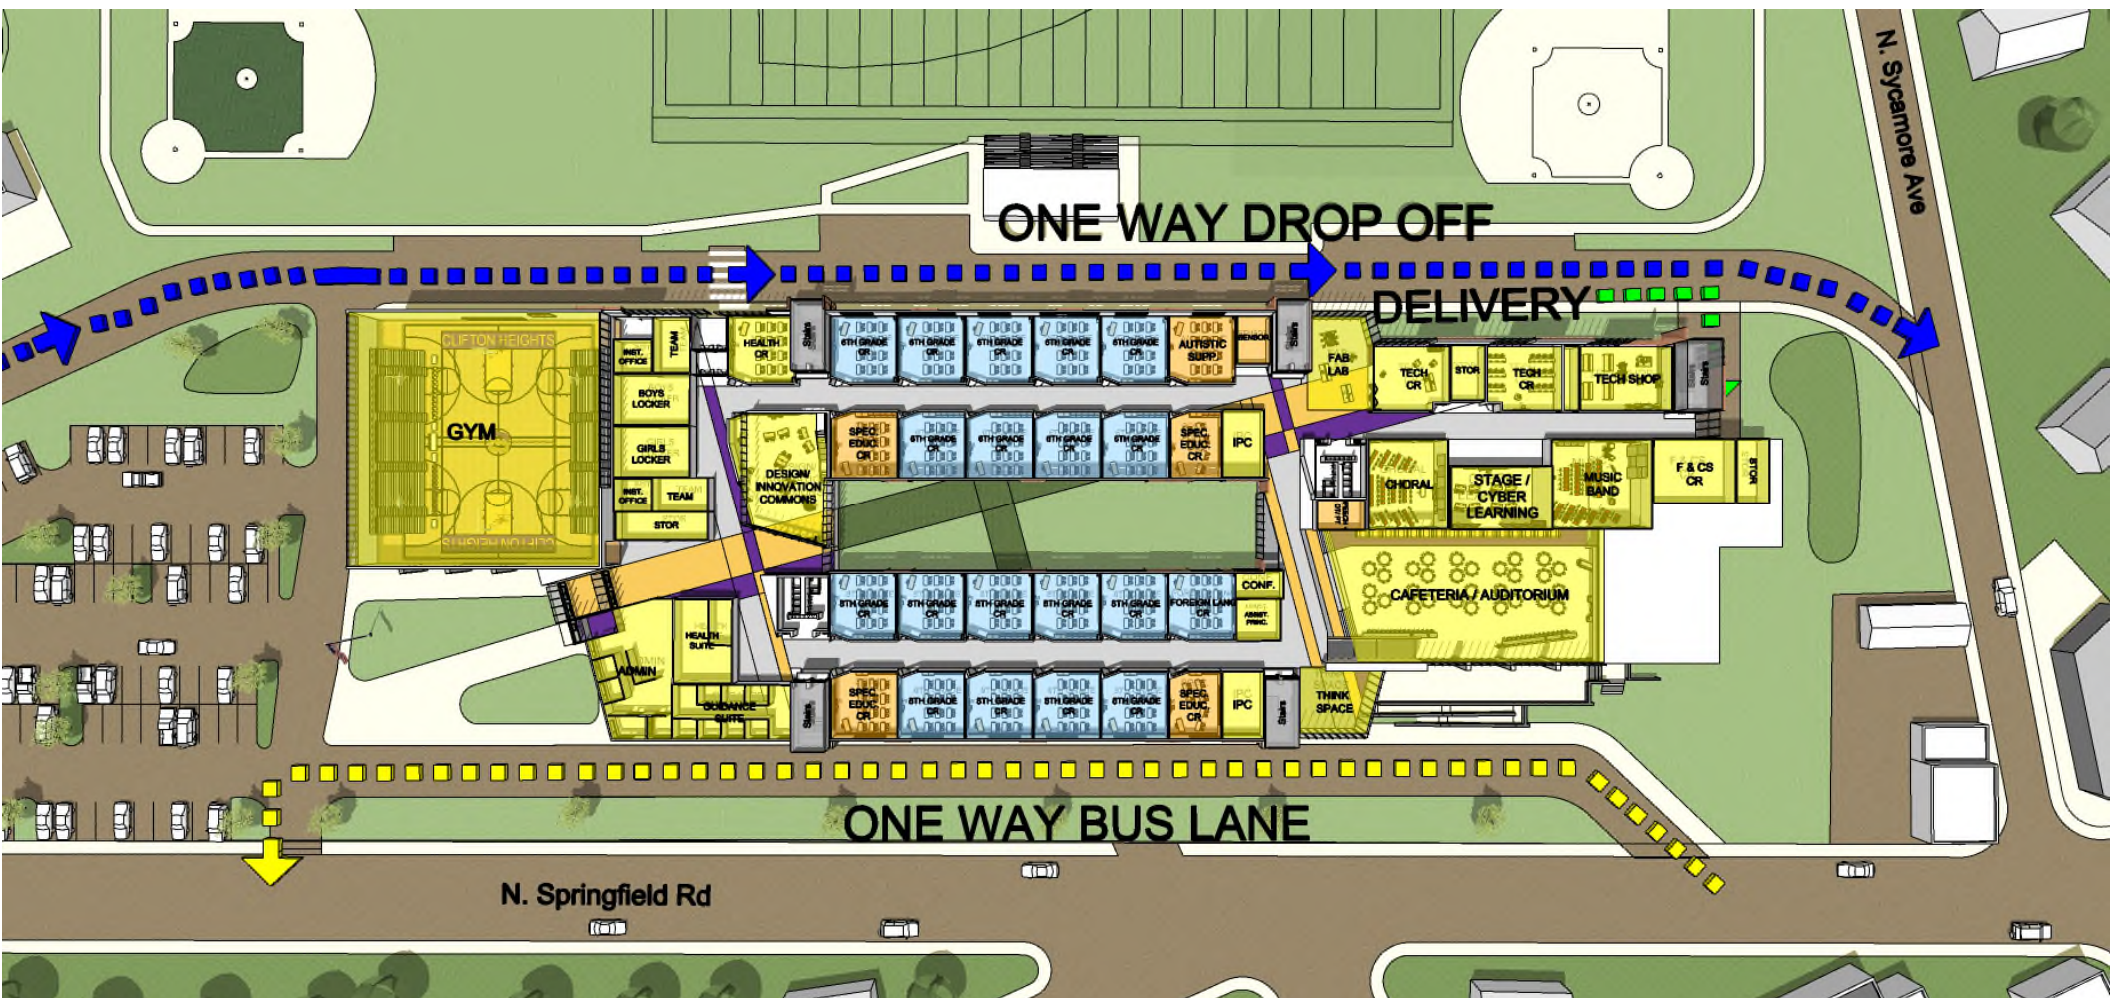 N. Sycamore Ave
ONE WAY DROP OFF
DELIVERY
CLIFTON HEIGHTS
GYM
CLIFTON HEIGHTS
INST.
OFFICE
TEAM
BOYS
LOCKER
GIRLS
LOCKER
INST.
OFFICE
TEAM
STOR
HEALTH
CR
Stairs
6TH GRADE
CR
6TH GRADE
CR
6TH GRADE
CR
6TH GRADE
CR
6TH GRADE
CR
AUTISTIC
SUPP.
SENSOR
Stairs
FAB
LAB
TECH
CR
STOR
TECH
CR
TECH SHOP
Stairs
DESIGN/
INNOVATION
COMMONS
SPEC.
EDUC.
CR
6TH GRADE
CR
6TH GRADE
CR
6TH GRADE
CR
6TH GRADE
CR
SPEC.
EDUC.
CR
IPC
CHORAL
STAGE /
CYBER
LEARNING
MUSIC
BAND
F & CS
CR
STOR
CAFETERIA / AUDITORIUM
8TH GRADE
CR
8TH GRADE
CR
8TH GRADE
CR
8TH GRADE
CR
8TH GRADE
CR
FOREIGN LANG
CR
CONF.
ASSIST.
PRINC.
HEALTH
SUITE
ADMIN
GUIDANCE
SUITE
Stairs
SPEC.
EDUC.
CR
8TH GRADE
CR
8TH GRADE
CR
8TH GRADE
CR
8TH GRADE
CR
SPEC.
EDUC.
CR
IPC
Stairs
THINK
SPACE
ONE WAY BUS LANE
N. Springfield Rd